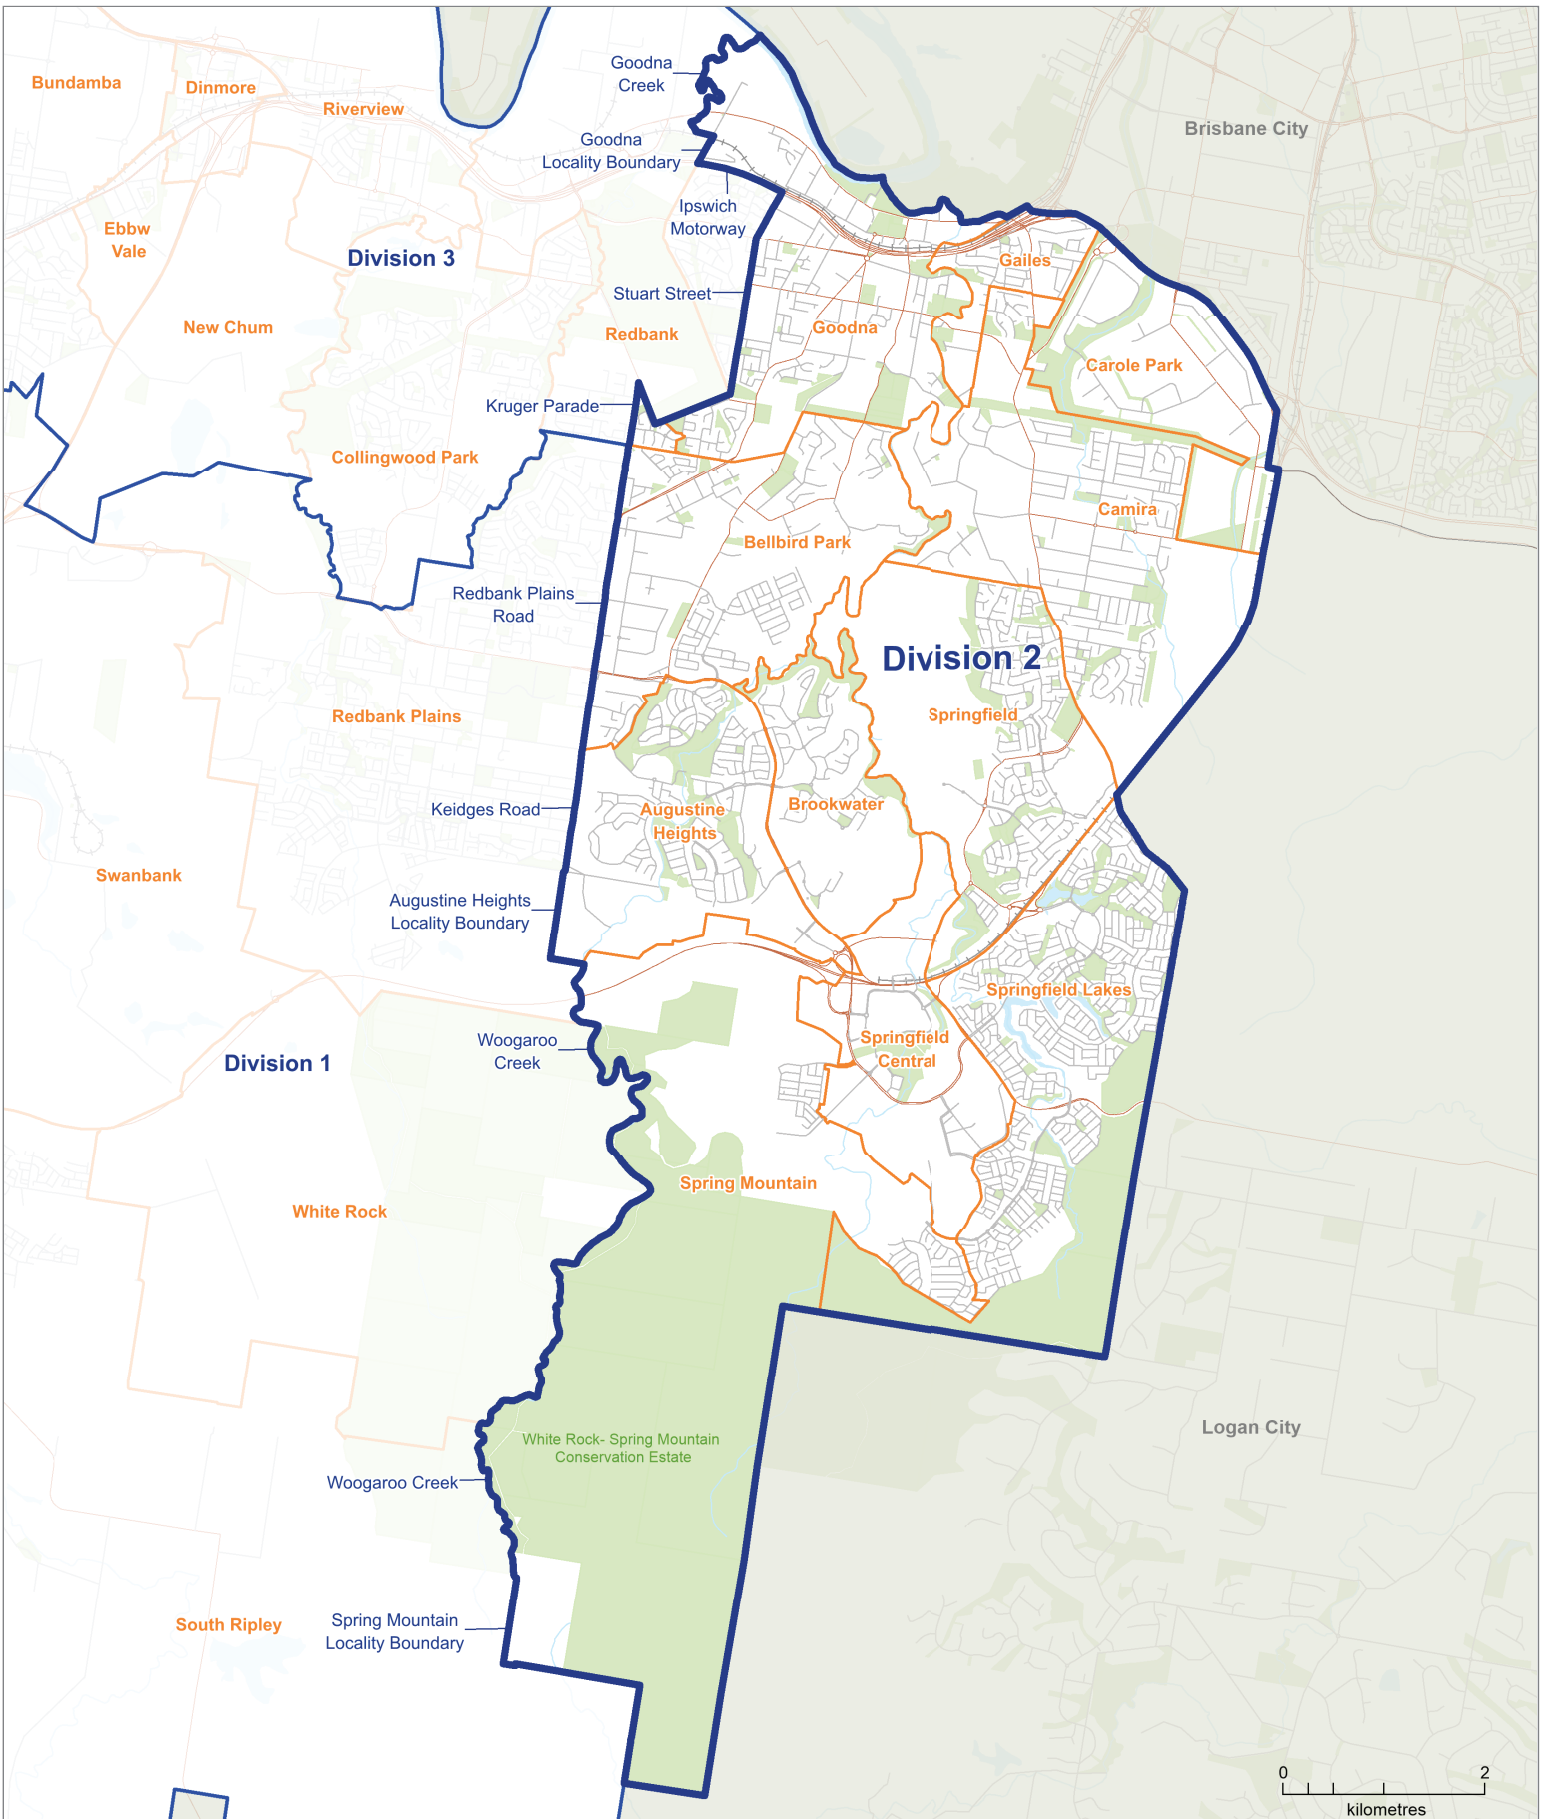 Goodna
Creek
Bundamba
Dinmore
Riverview
Brisbane City
Goodna
Locality Boundary
Ipswich
Motorway
Ebbw
Vale
Division 3
Gailes
Stuart Street
New Chum
Redbank
Goodna
Carole Park
Kruger Parade
Collingwood Park
Camira
Bellbird Park
Redbank Plains
Road
Division 2
Redbank Plains
Springfield
Keidges Road
Augustine
Heights
Brookwater
Swanbank
Augustine Heights
Locality Boundary
Springfield Lakes
Woogaroo
Creek
Springfield
Central
Division 1
Spring Mountain
White Rock
Logan City
White Rock- Spring Mountain
Conservation Estate
Woogaroo Creek
South Ripley
Spring Mountain
Locality Boundary
0 2
kilometres